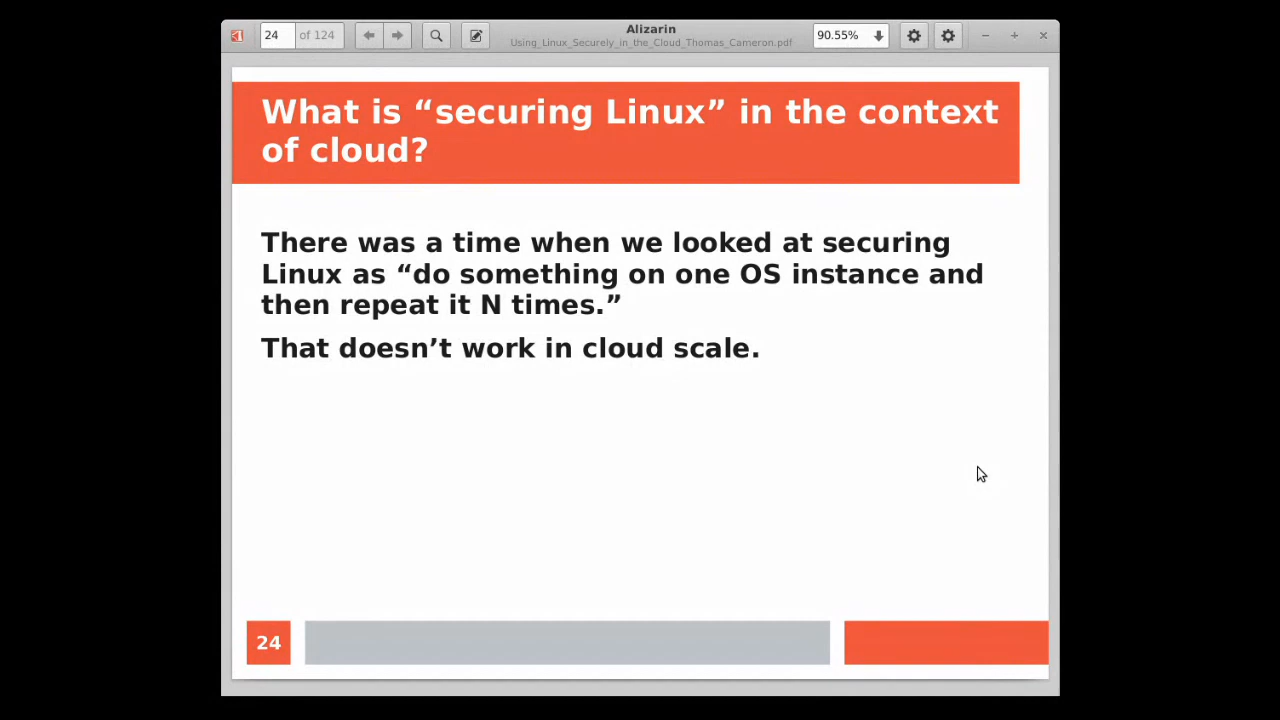 24 of 124
Alizarin
Using_Linux_Securely_in_the_Cloud_Thomas_Cameron.pdf
90.55%
What is “securing Linux” in the context
of cloud?
There was a time when we looked at securing
Linux as “do something on one OS instance and
then repeat it N times.”
That doesn’t work in cloud scale.
24